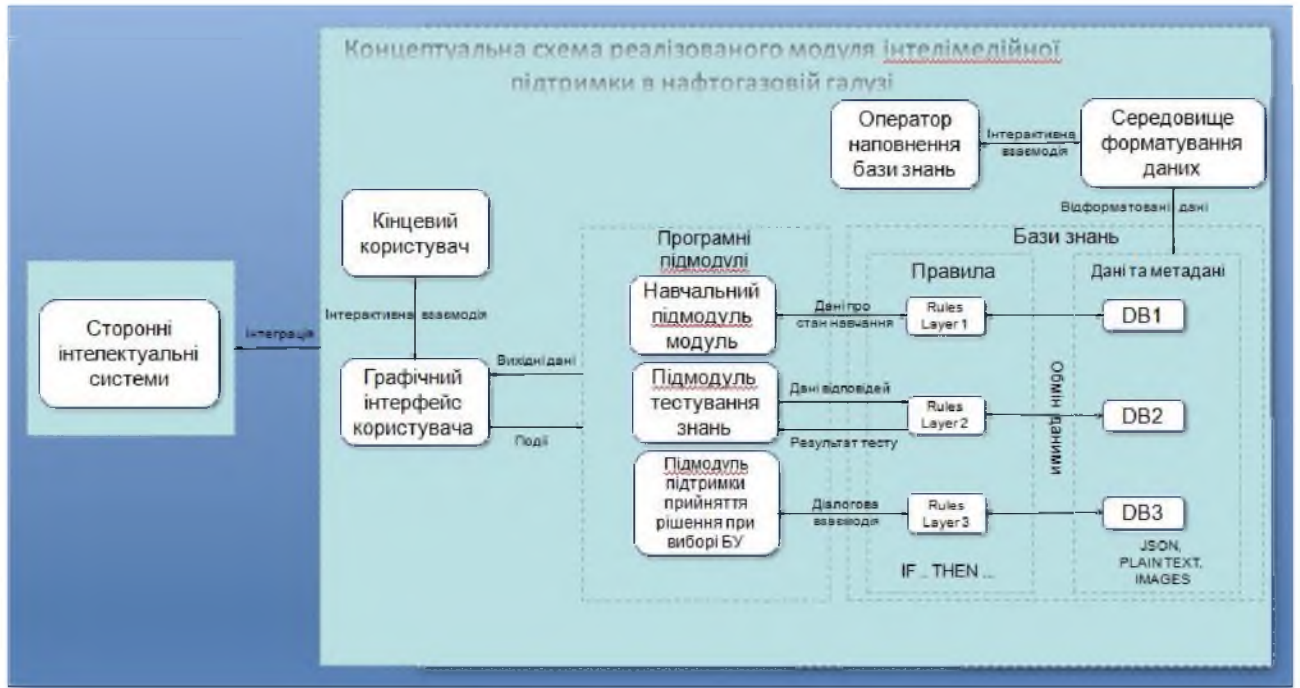 Концептуальна схема реалізованого модуля інтелімедійної
підтримки в нафтогазовій галузі
Оператор
наповнення
бази знань
Інтерактивна
взаємодія
Середовище
форматування
даних
Відформатовані дані
Кінцевий
користувач
Інтерактивна взаємодія
Сторонні
інтелектуальні
системи
Інтеграція
Графічний
інтерфейс
користувача
Вихідні дані
Події
Програмні
підмодулі
Навчальний
підмодуль
модуль
Підмодуль
тестування
знань
Підмодуль
підтримки
прийняття
рішення при
виборі БУ
Дані про
стан навчання
Дані відповідей
Результат тесту
Діалогова
взаємодія
Бази знань
Правила
Rules
Layer 1
Rules
Layer 2
Rules
Layer 3
IF .. THEN ...
Обмін даними
Дані та метадані
DB1
DB2
DB3
JSON,
PLAIN TEXT,
IMAGES